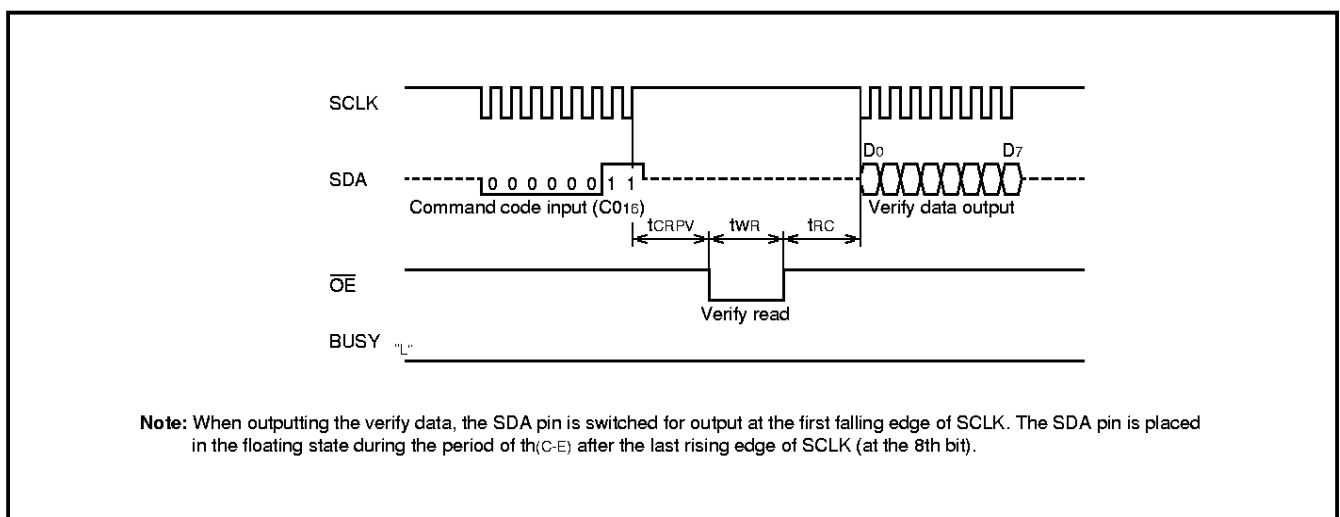 SCLK
D0 D7
SDA
0 0 0 0 0 0 1 1
Command code input (C016)
Verify data output
tCRPV tWR tRC
OE
Verify read
BUSY "L"
Note: When outputting the verify data, the SDA pin is switched for output at the first falling edge of SCLK. The SDA pin is placed
in the floating state during the period of th(C-E) after the last rising edge of SCLK (at the 8th bit).